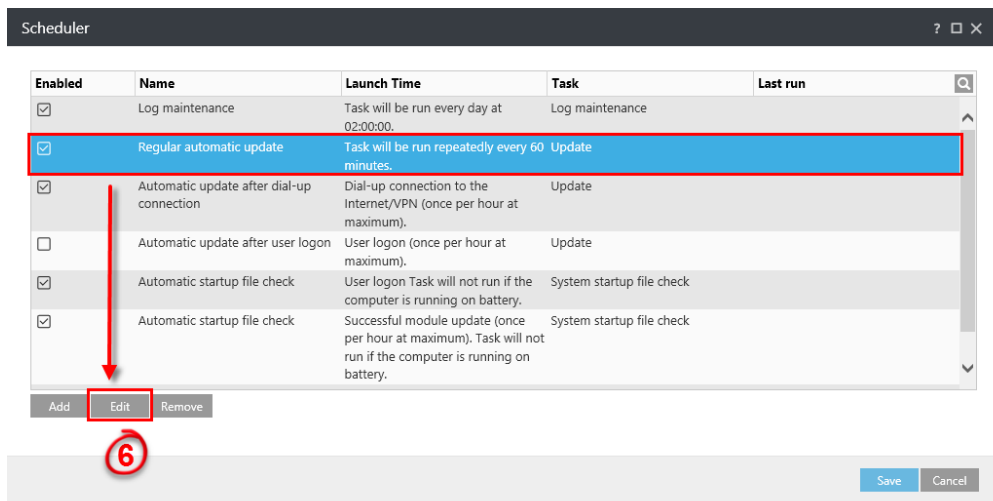 Scheduler
?
Enabled Name Launch Time Task Last run
Log maintenance Task will be run every day at Log maintenance
02:00:00.
Regular automatic update Task will be run repeatedly every 60 Update
minutes.
Automatic update after dial-up Dial-up connection to the Update
connection Internet/VPN (once per hour at
maximum).
Automatic update after user logon User logon (once per hour at Update
maximum).
Automatic startup file check User logon Task will not run if the System startup file check
computer is running on battery.
Automatic startup file check Successful module update (once System startup file check
per hour at maximum). Task will not
run if the computer is running on
battery.
Add Edit Remove
6
Save Cancel